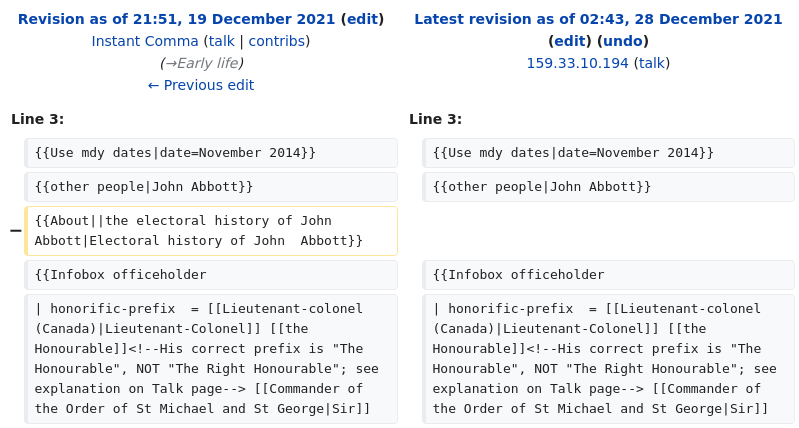 Revision as of 21:51, 19 December 2021 (edit)
Instant Comma (talk | contribs)
(→Early life)
← Previous edit
Latest revision as of 02:43, 28 December 2021
(edit) (undo)
159.33.10.194 (talk)
Line 3:
Line 3:
{{Use mdy dates|date=November 2014}}
{{Use mdy dates|date=November 2014}}
{{other people|John Abbott}}
{{other people|John Abbott}}
− {{About||the electoral history of John
Abbott|Electoral history of John  Abbott}}
{{Infobox officeholder
{{Infobox officeholder
| honorific-prefix  = [[Lieutenant-colonel
(Canada)|Lieutenant-Colonel]] [[the
Honourable]]<!--His correct prefix is "The
Honourable", NOT "The Right Honourable"; see
explanation on Talk page--> [[Commander of
the Order of St Michael and St George|Sir]]
| honorific-prefix  = [[Lieutenant-colonel
(Canada)|Lieutenant-Colonel]] [[the
Honourable]]<!--His correct prefix is "The
Honourable", NOT "The Right Honourable"; see
explanation on Talk page--> [[Commander of
the Order of St Michael and St George|Sir]]